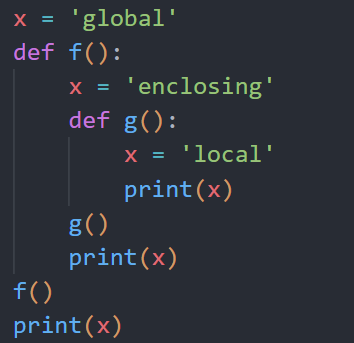 x = 'global'
def f():
    x = 'enclosing'
    def g():
        x = 'local'
        print(x)
    g()
    print(x)
f()
print(x)